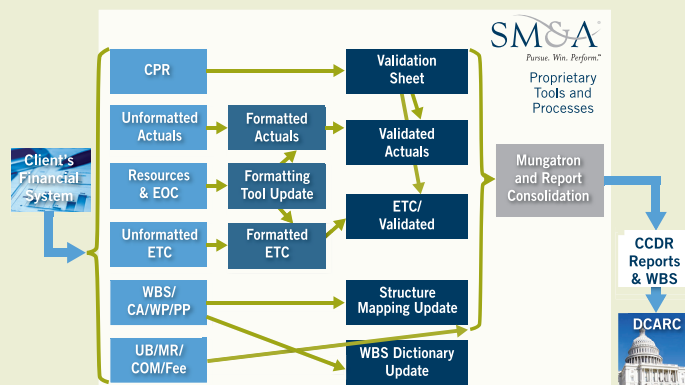 SM&A
Pursue. Win. Perform.
Proprietary
Tools and
Processes
Client's
Financial
System
CPR
Unformatted
Actuals
Resources
& EOC
Unformatted
ETC
WBS/
CA/WP/PP
UB/MR/
COM/Fee
Formatted
Actuals
Formatting
Tool Update
Formatted
ETC
Validation
Sheet
Validated
Actuals
ETC/
Validated
Structure
Mapping Update
WBS Dictionary
Update
Mungatron
and Report
Consolidation
CCDR
Reports
& WBS
DCARC